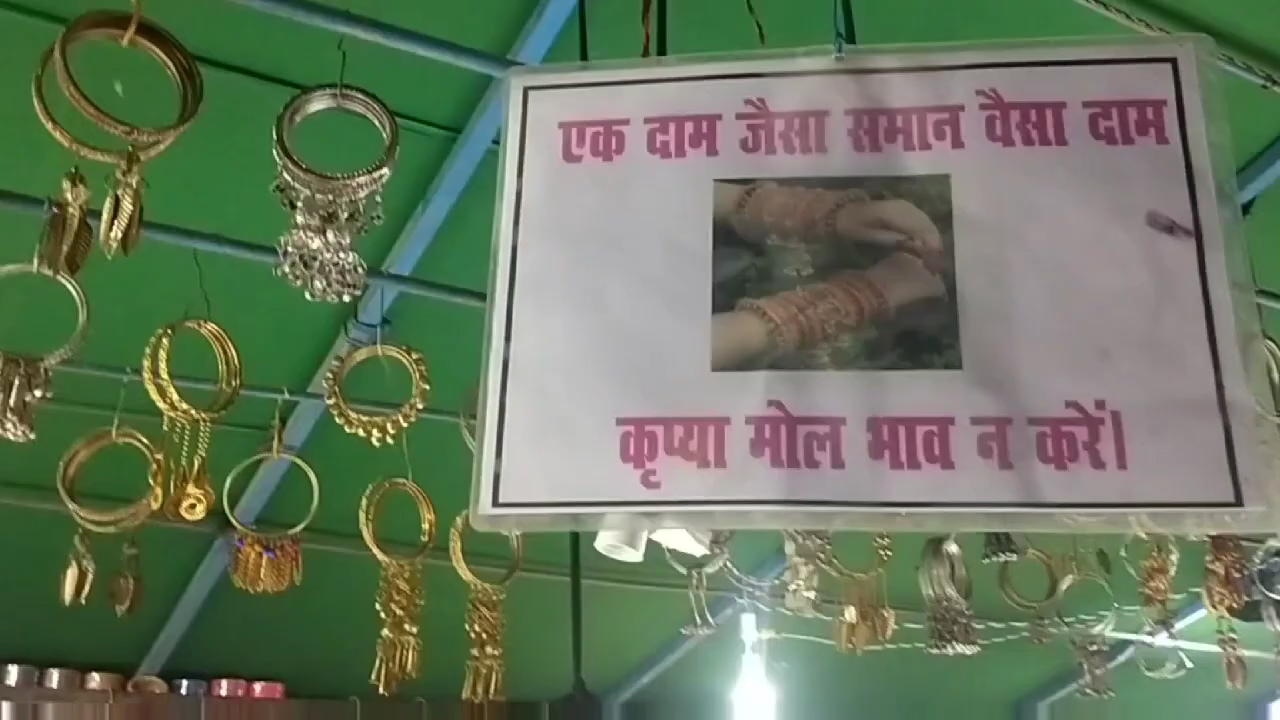 एक दाम जैसा समान वैसा दाम
कृप्या मोल भाव न करें।